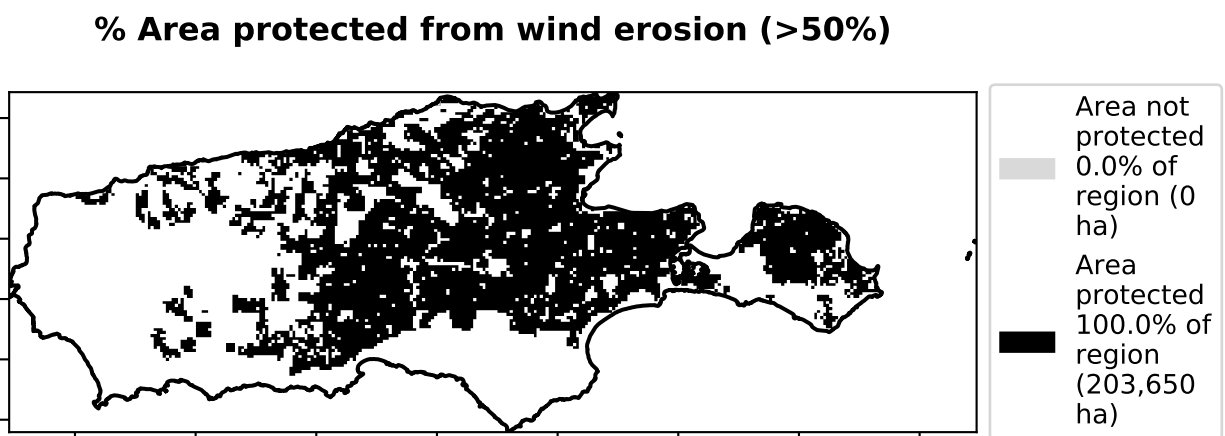 % Area protected from wind erosion (>50%)
Area not
protected
0.0% of
region (0
ha)
Area
protected
100.0% of
region
(203,650
ha)